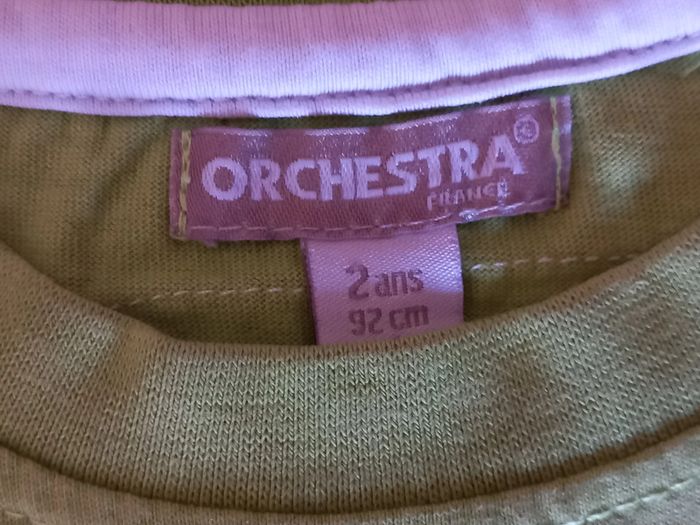 ORCHESTRA®
FRANCE
2 ans
92 cm